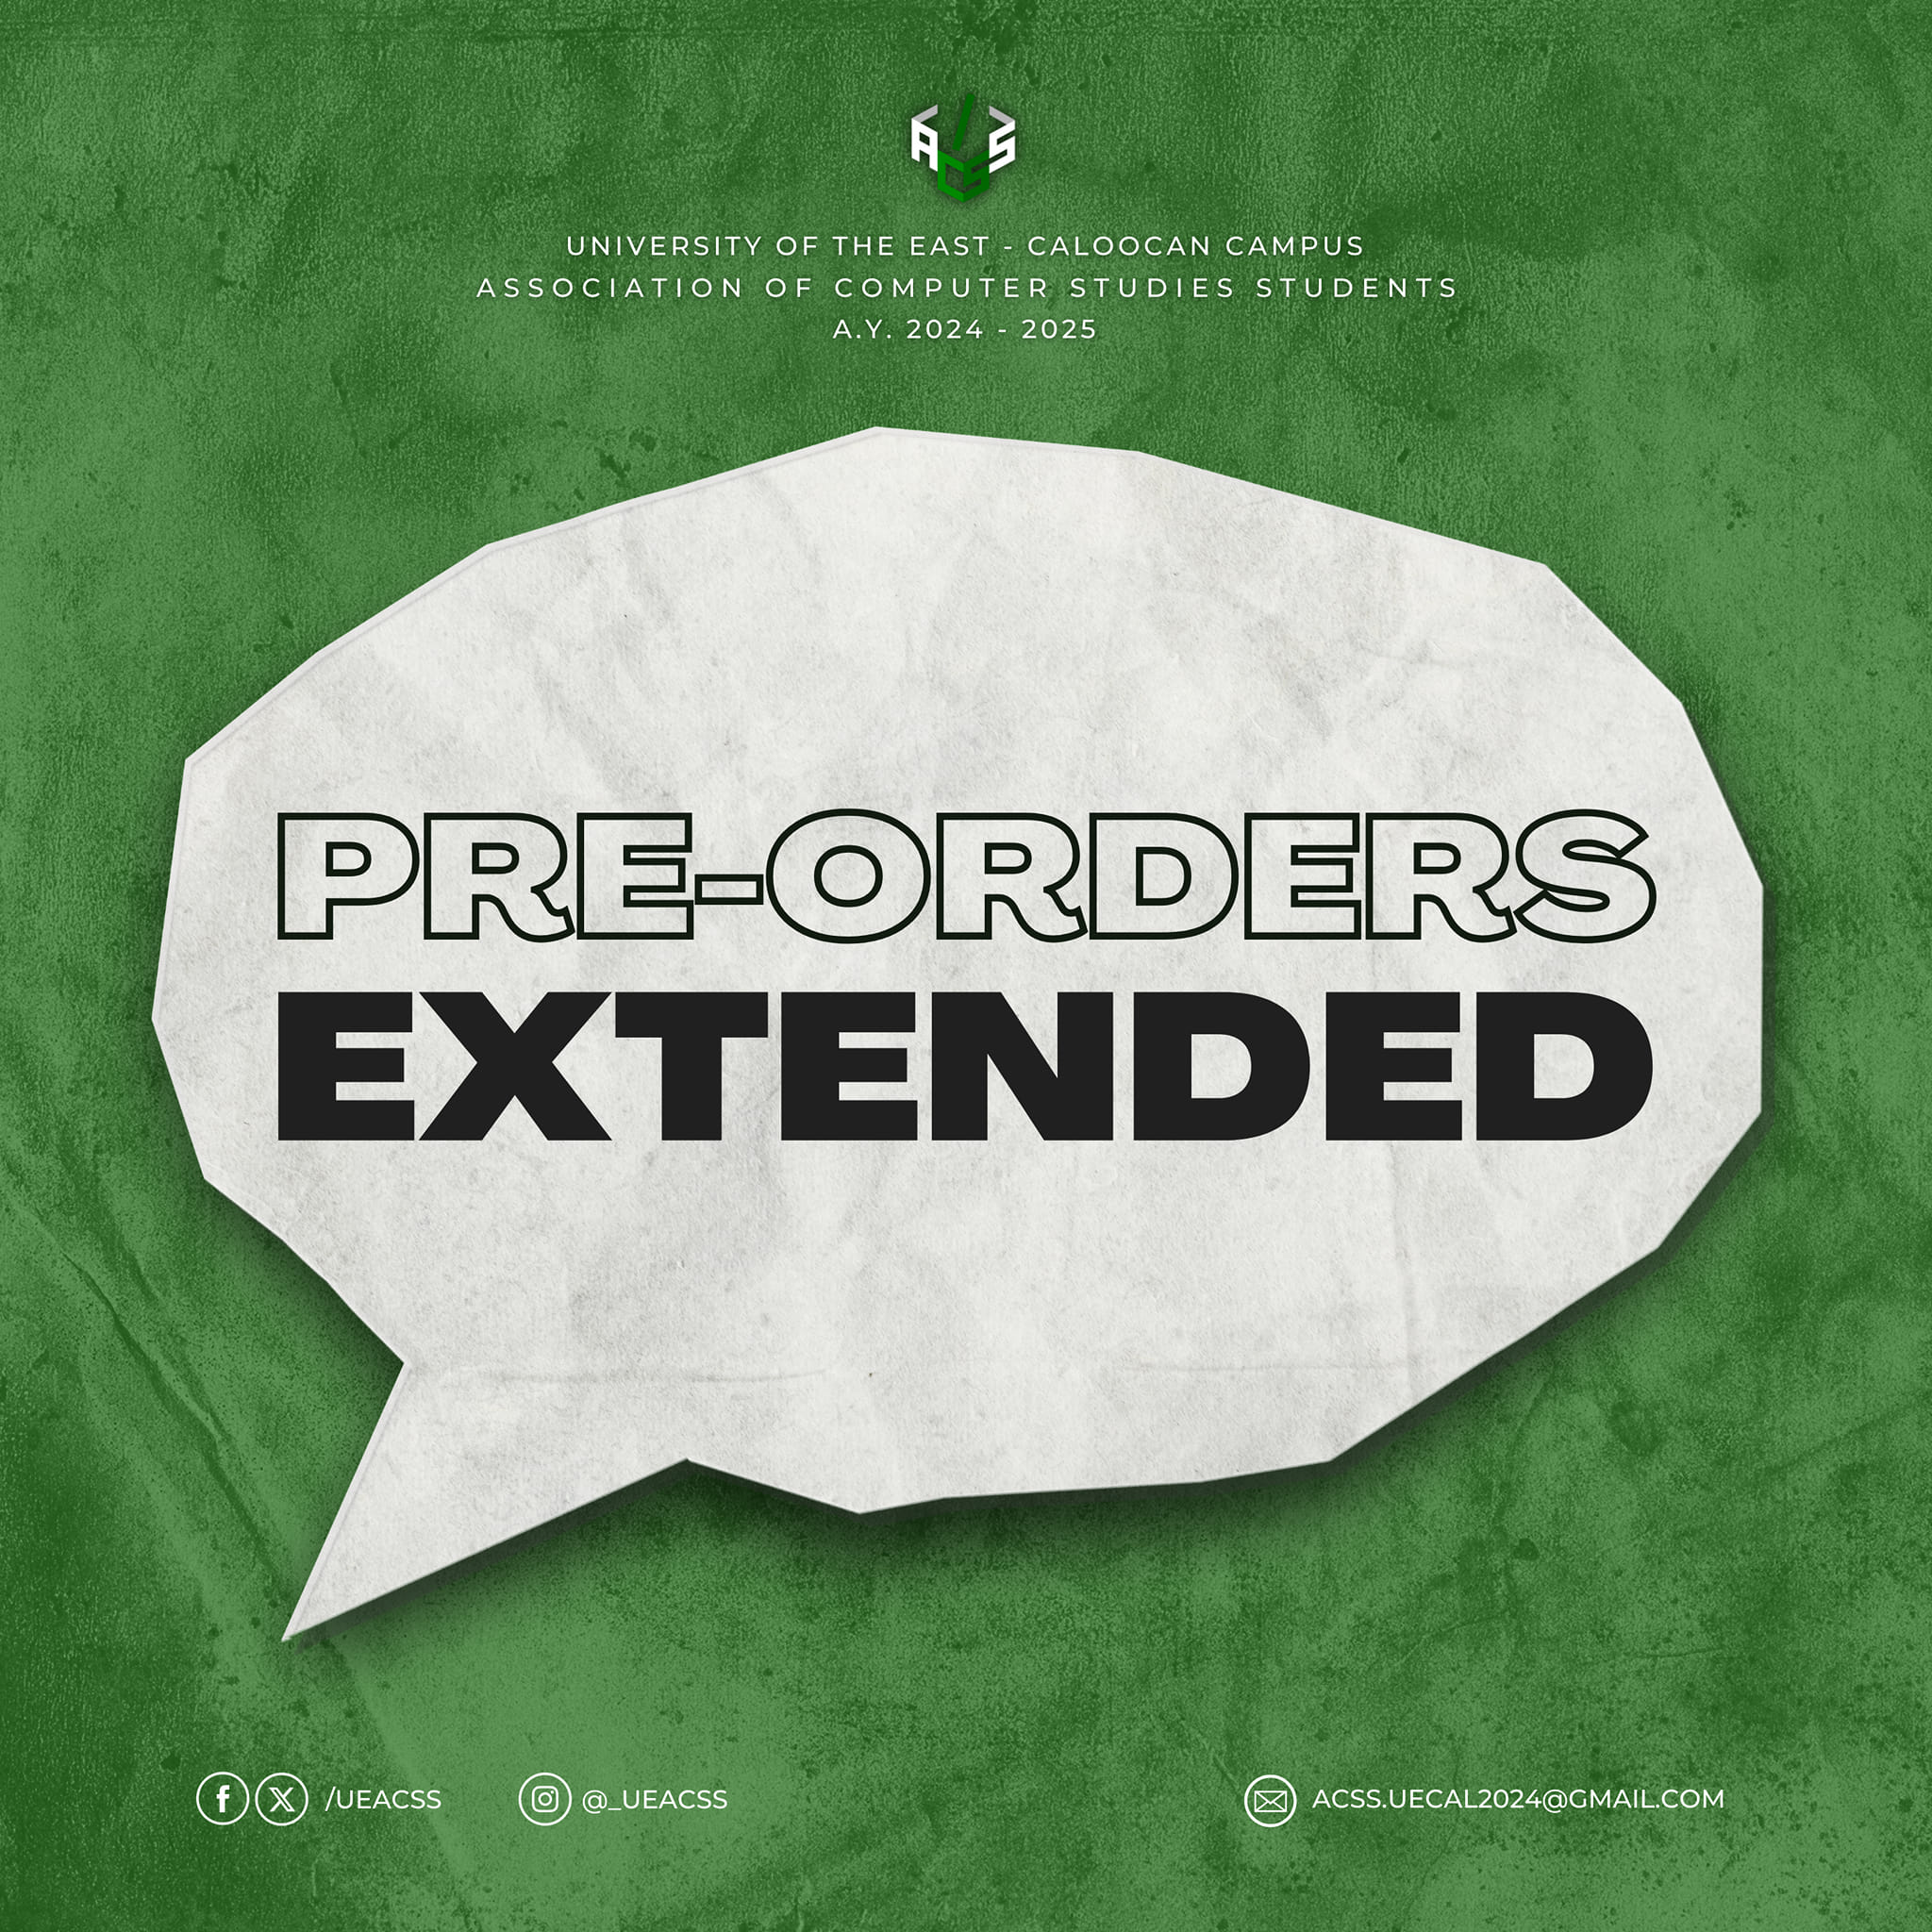 UNIVERSITY OF THE EAST - CALOOCAN CAMPUS
ASSOCIATION OF COMPUTER STUDIES STUDENTS
A.Y. 2024 - 2025
PRE-ORDERS
EXTENDED
/UEACSS
@_UEACSS
ACSS.UECAL2024@GMAIL.COM